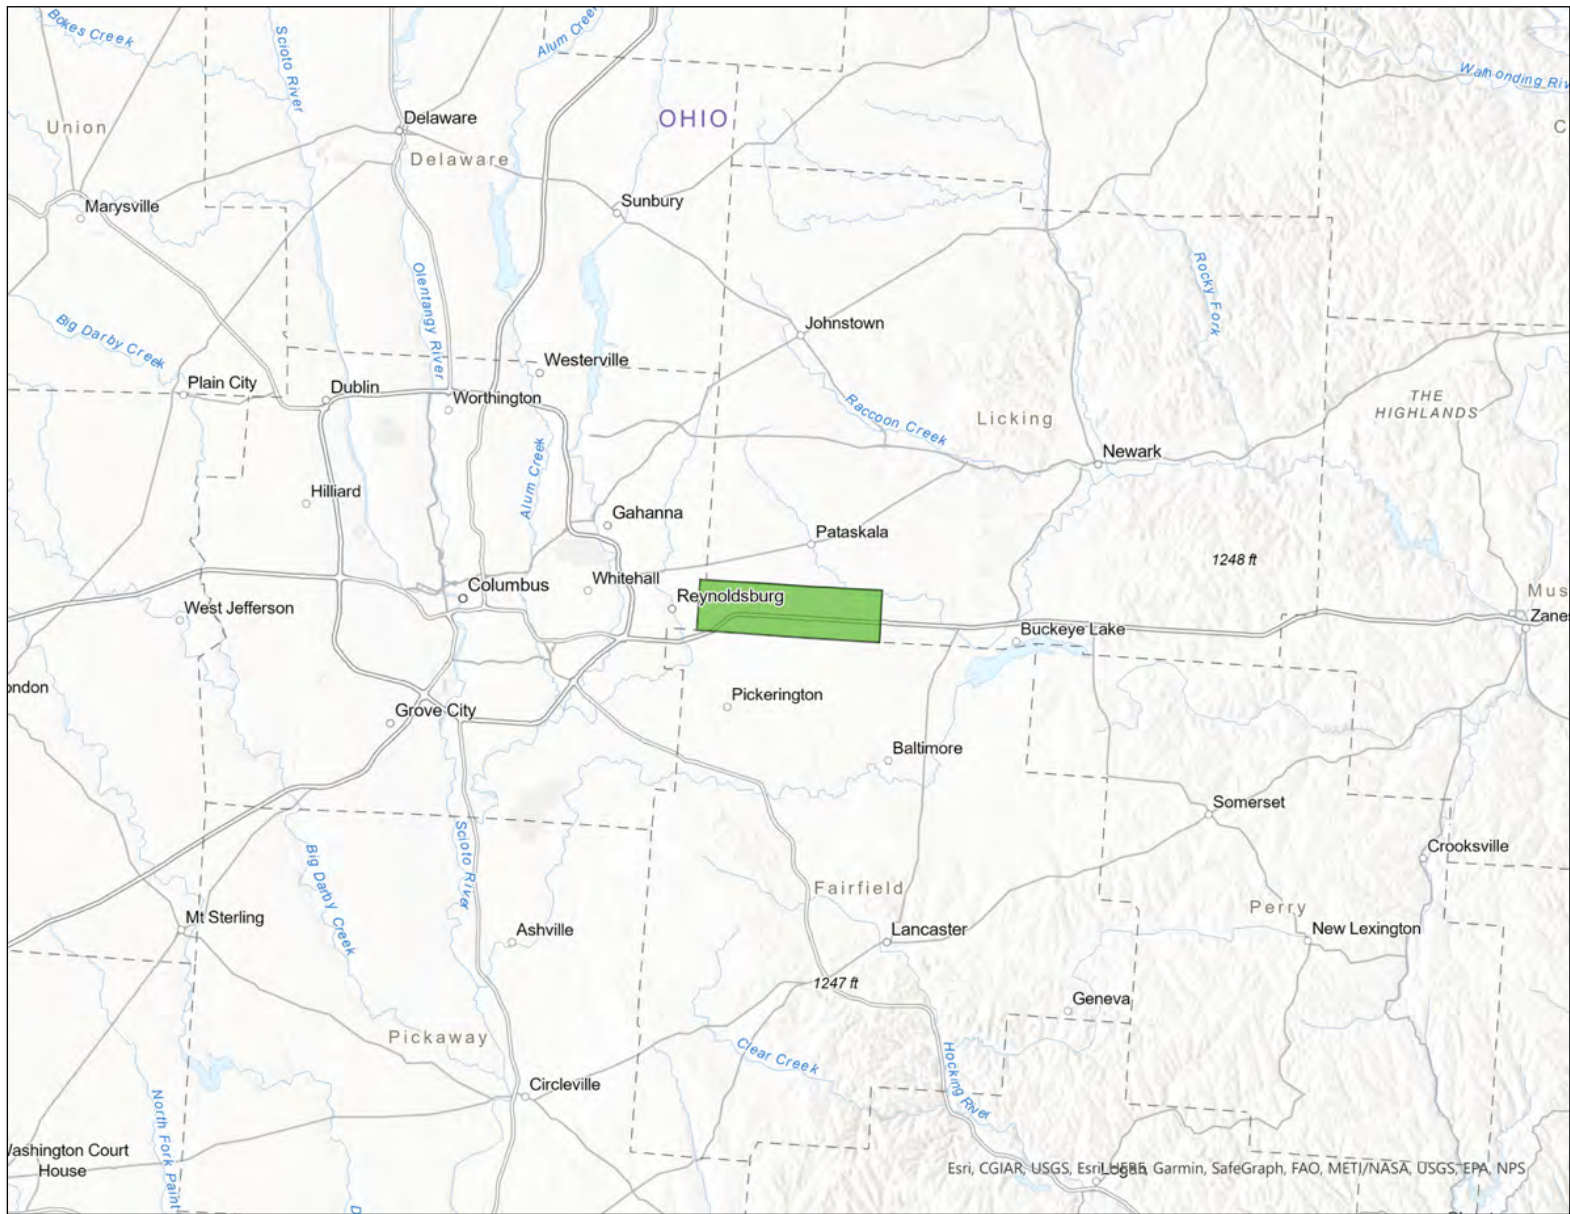 Bokes Creek
Scioto River
Alum Cree
Walhonding Riv
OHIO
Delaware
Union
C
Delaware
Marysville
Sunbury
Rocky Fork
Olentangy River
Big Darby Creek
Johnstown
Westerville
Plain City
Dublin
Worthington
THE
HIGHLANDS
Raccoon Creek
Licking
Newark
Alum Creek
Hilliard
Gahanna
Pataskala
1248 ft
Columbus
Whitehall
Reynoldsburg
Mus
West Jefferson
Zanes
Buckeye Lake
ondon
Pickerington
Grove City
Baltimore
Somerset
Scioto River
Crooksville
Big Darby Creek
Fairfield
Perry
Mt Sterling
Ashville
Lancaster
New Lexington
1247 ft
Geneva
Pickaway
Clear Creek
Hocking River
Circleville
North Fork Paint
Washington Court
House
Logan
Esri, CGIAR, USGS, Esri, HERE, Garmin, SafeGraph, FAO, METI/NASA, USGS, EPA, NPS
D